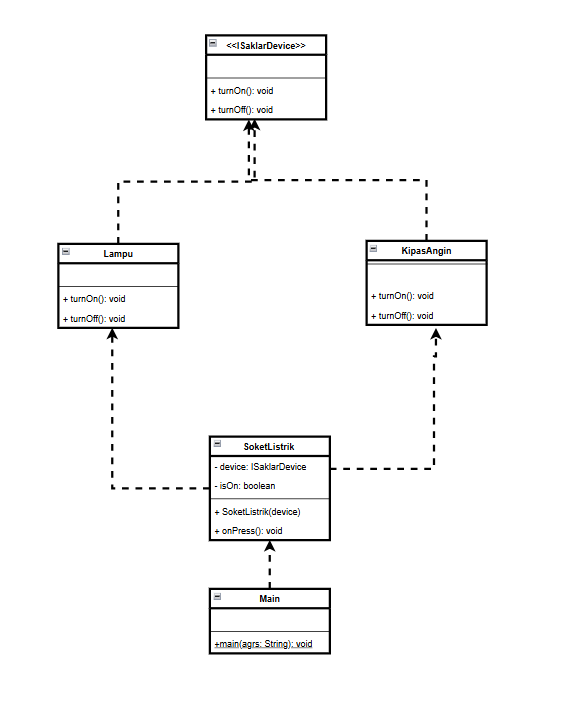 <<ISaklarDevice>>
+ turnOn(): void
+ turnOff(): void
Lampu
+ turnOn(): void
+ turnOff(): void
KipasAngin
+ turnOn(): void
+ turnOff(): void
SoketListrik
- device: ISaklarDevice
- isOn: boolean
+ SoketListrik(device)
+ onPress(): void
Main
+main(agrs: String): void